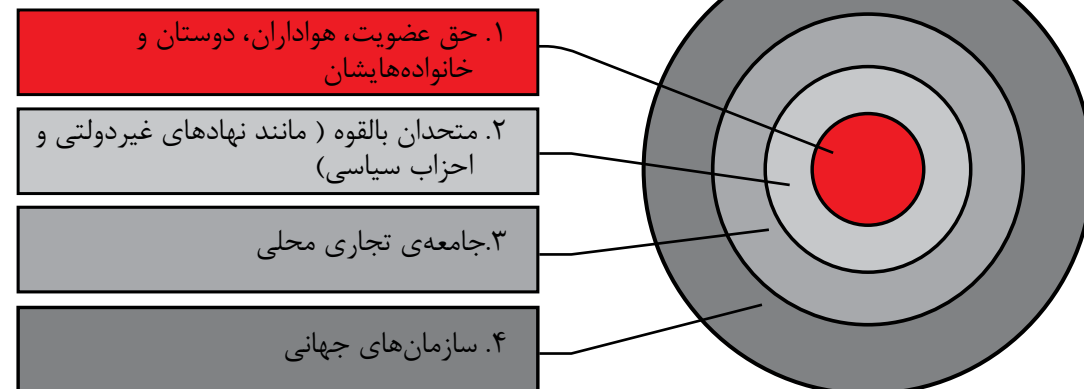 ۱. حق عضویت، هواداران، دوستان و
خانواده‌هایشان
۲. متحدان بالقوه ( مانند نهادهای غیردولتی و
احزاب سیاسی)
۳.جامعه‌ی تجاری محلی
۴. سازمان‌های جهانی